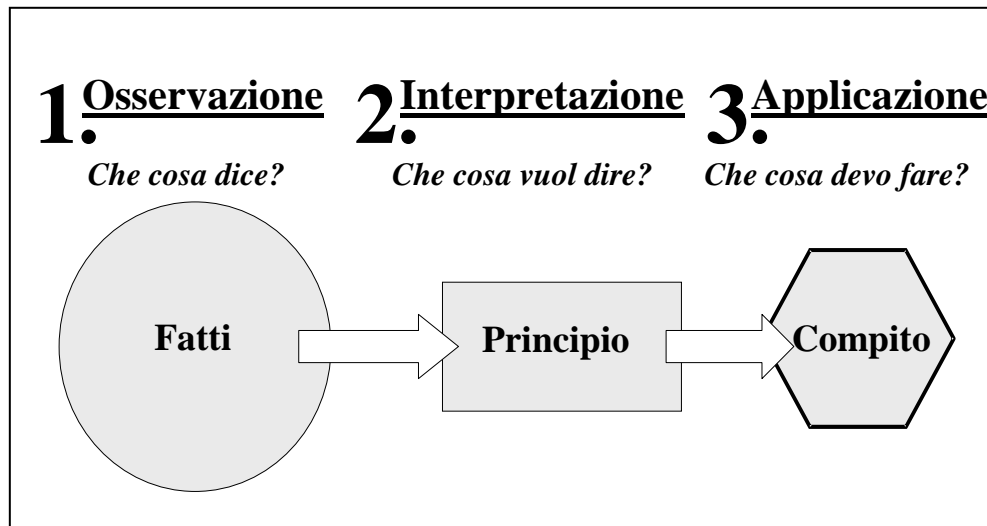 1. Osservazione
Che cosa dice?
2. Interpretazione
Che cosa vuol dire?
3. Applicazione
Che cosa devo fare?
Fatti
Principio
Compito